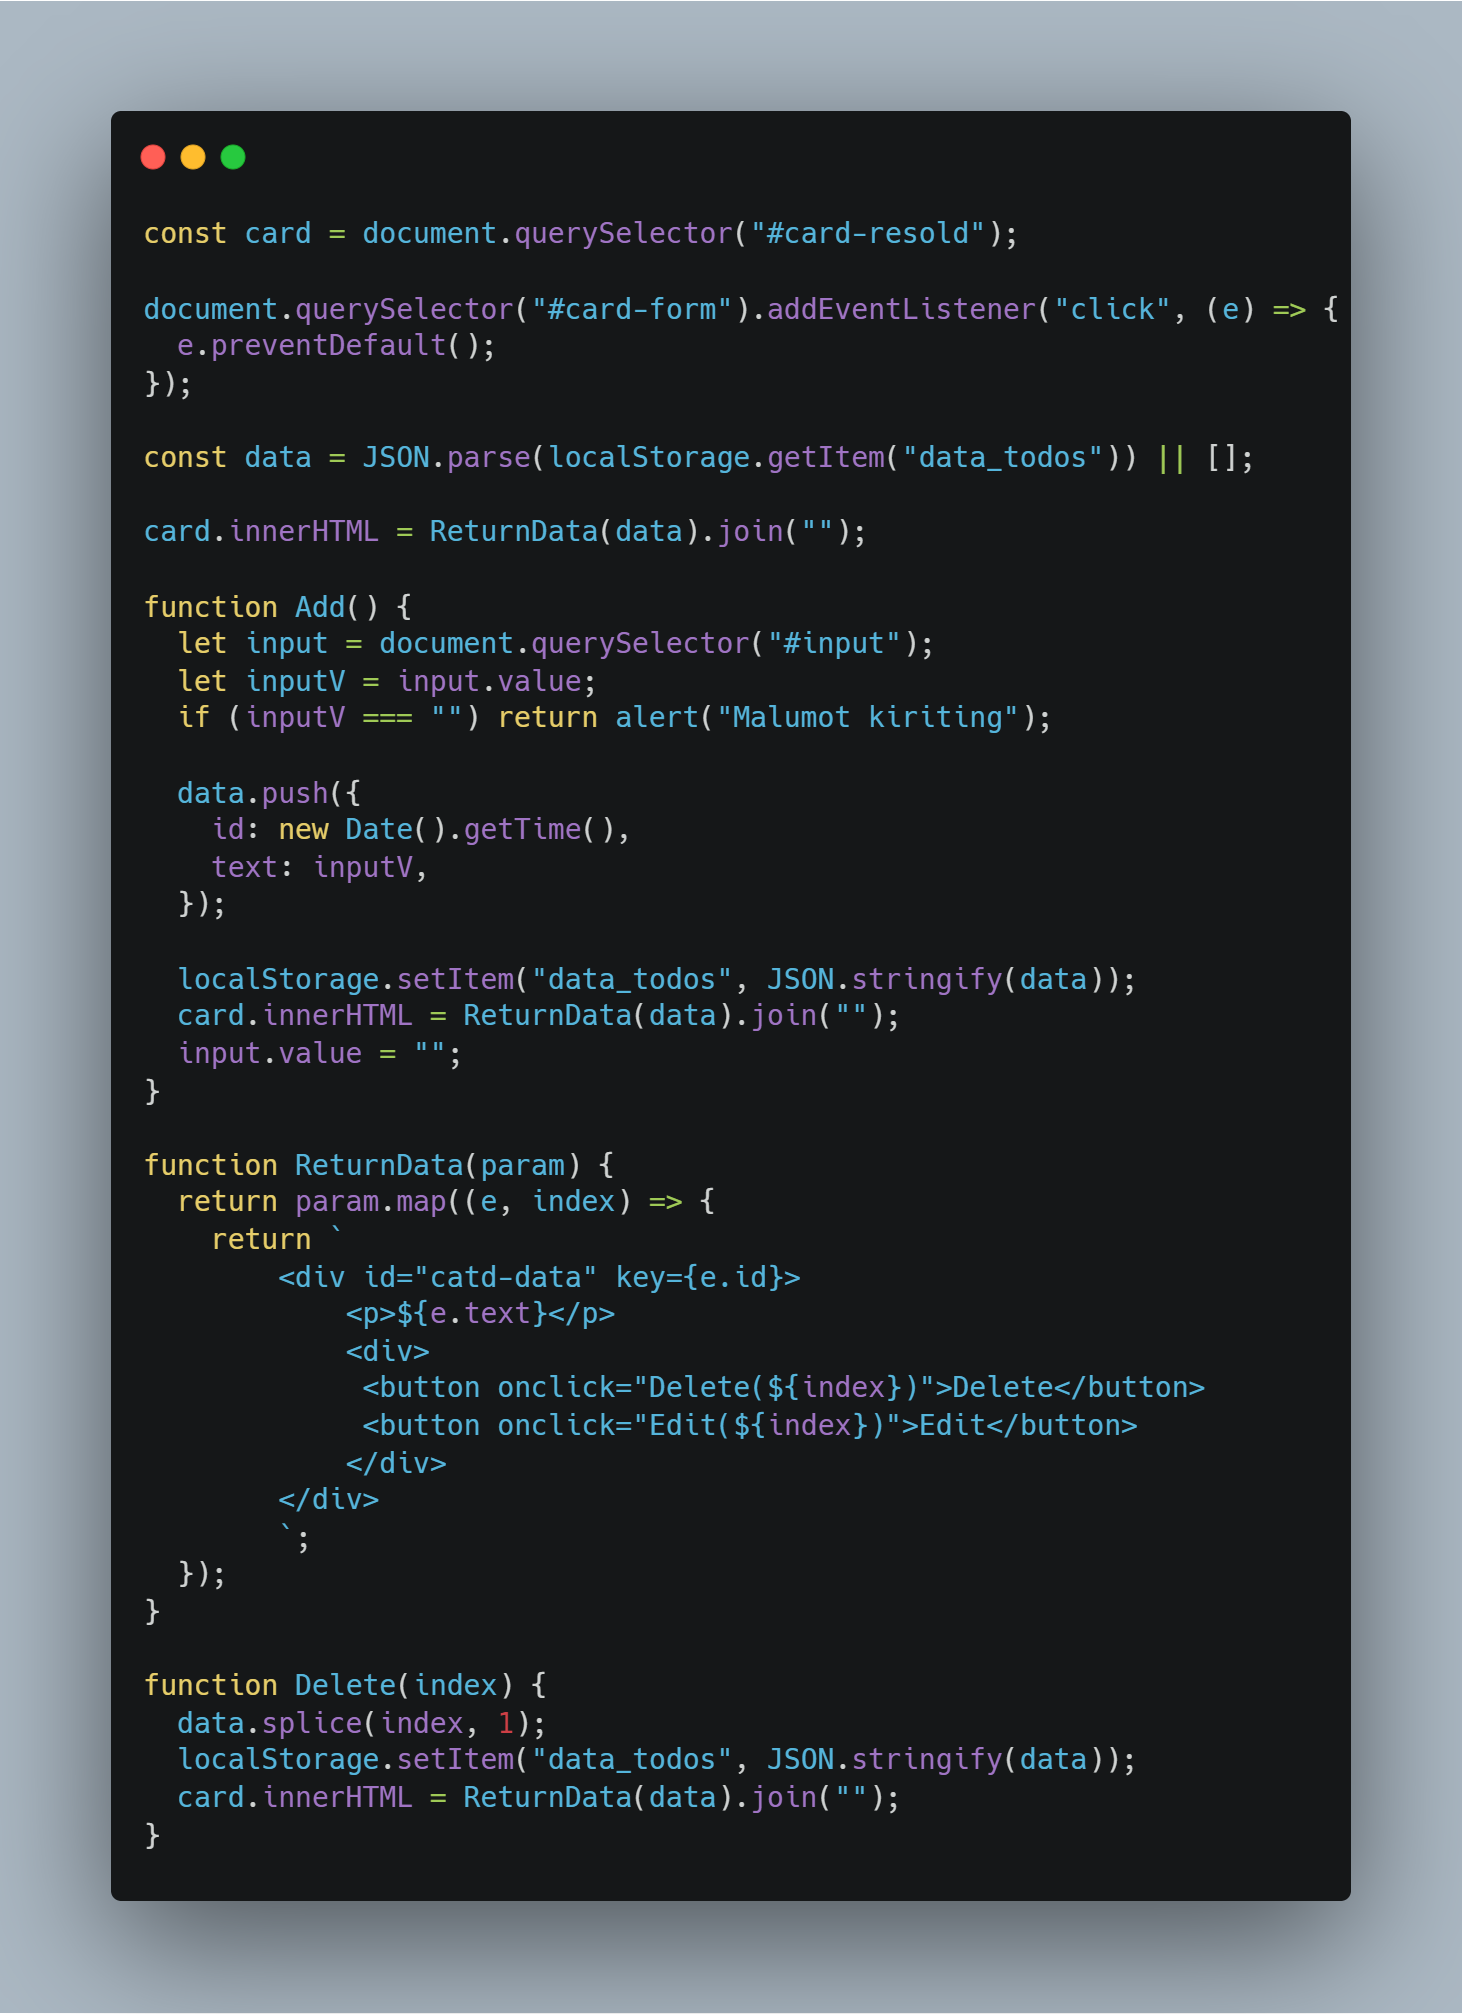 const card = document.querySelector("#card-resold");

document.querySelector("#card-form").addEventListener("click", (e) => {
  e.preventDefault();
});

const data = JSON.parse(localStorage.getItem("data_todos")) || [];

card.innerHTML = ReturnData(data).join("");

function Add() {
  let input = document.querySelector("#input");
  let inputV = input.value;
  if (inputV === "") return alert("Malumot kiriting");

  data.push({
    id: new Date().getTime(),
    text: inputV,
  });

  localStorage.setItem("data_todos", JSON.stringify(data));
  card.innerHTML = ReturnData(data).join("");
  input.value = "";
}

function ReturnData(param) {
  return param.map((e, index) => {
    return `
        <div id="catd-data" key={e.id}>
            <p>${e.text}</p>
            <div>
             <button onclick="Delete(${index})">Delete</button>
             <button onclick="Edit(${index})">Edit</button>
            </div>
        </div>
        `;
  });
}

function Delete(index) {
  data.splice(index, 1);
  localStorage.setItem("data_todos", JSON.stringify(data));
  card.innerHTML = ReturnData(data).join("");
}